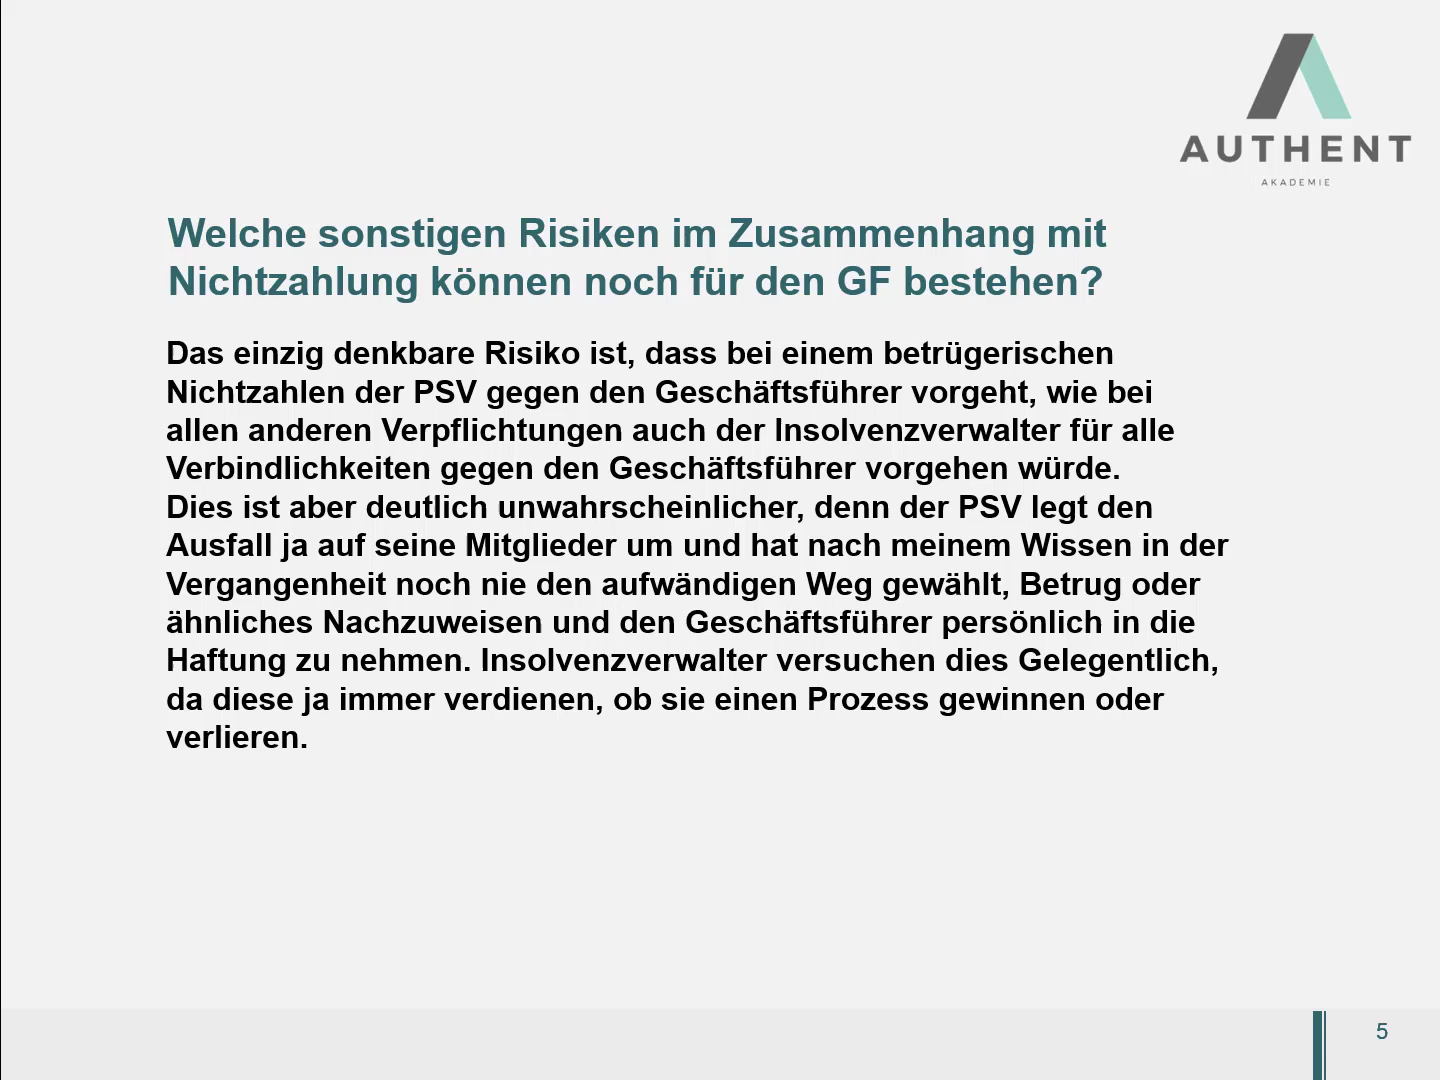 AUTHENT
AKADEMIE
Welche sonstigen Risiken im Zusammenhang mit
Nichtzahlung können noch für den GF bestehen?
Das einzig denkbare Risiko ist, dass bei einem betrügerischen
Nichtzahlen der PSV gegen den Geschäftsführer vorgeht, wie bei
allen anderen Verpflichtungen auch der Insolvenzverwalter für alle
Verbindlichkeiten gegen den Geschäftsführer vorgehen würde.
Dies ist aber deutlich unwahrscheinlicher, denn der PSV legt den
Ausfall ja auf seine Mitglieder um und hat nach meinem Wissen in der
Vergangenheit noch nie den aufwändigen Weg gewählt, Betrug oder
ähnliches Nachzuweisen und den Geschäftsführer persönlich in die
Haftung zu nehmen. Insolvenzverwalter versuchen dies Gelegentlich,
da diese ja immer verdienen, ob sie einen Prozess gewinnen oder
verlieren.
5